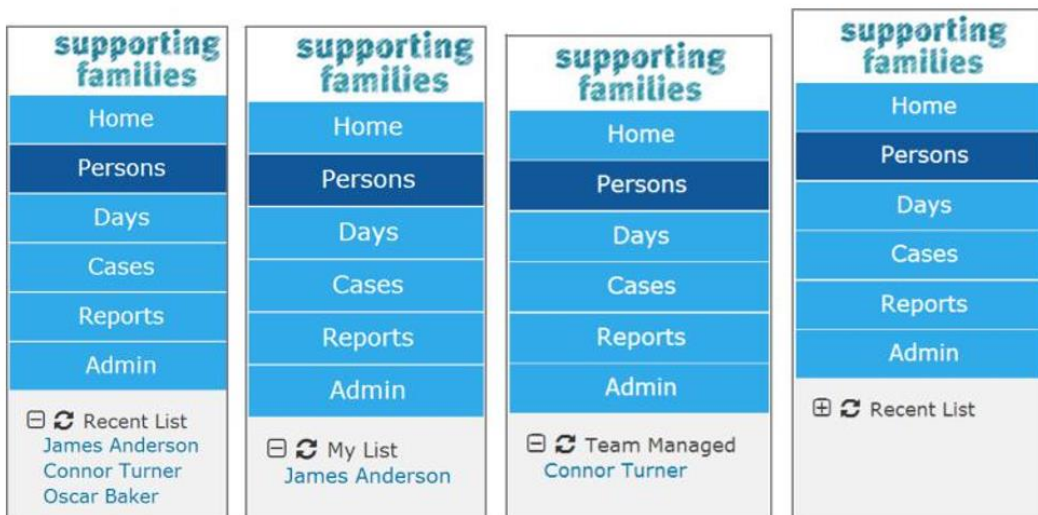 supporting
families
Home
Persons
Days
Cases
Reports
Admin
Recent List
James Anderson
Connor Turner
Oscar Baker
supporting
families
Home
Persons
Days
Cases
Reports
Admin
My List
James Anderson
supporting
families
Home
Persons
Days
Cases
Reports
Admin
Team Managed
Connor Turner
supporting
families
Home
Persons
Days
Cases
Reports
Admin
Recent List